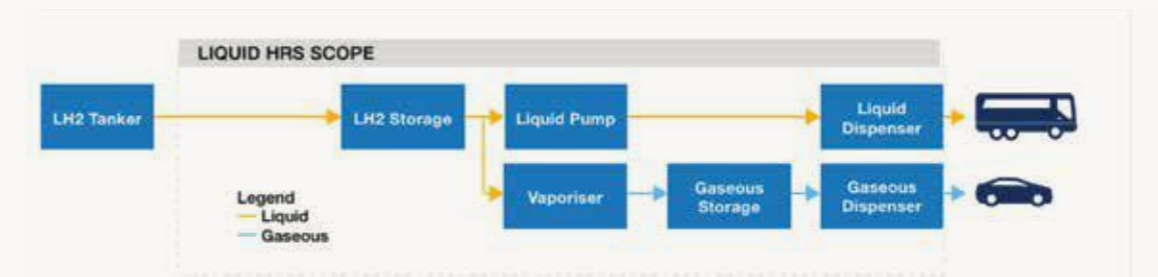 LIQUID HRS SCOPE
LH2 Tanker
LH2 Storage
Liquid Pump
Liquid
Dispenser
Vaporiser
Gaseous
Storage
Gaseous
Dispenser
Legend
Liquid
Gaseous